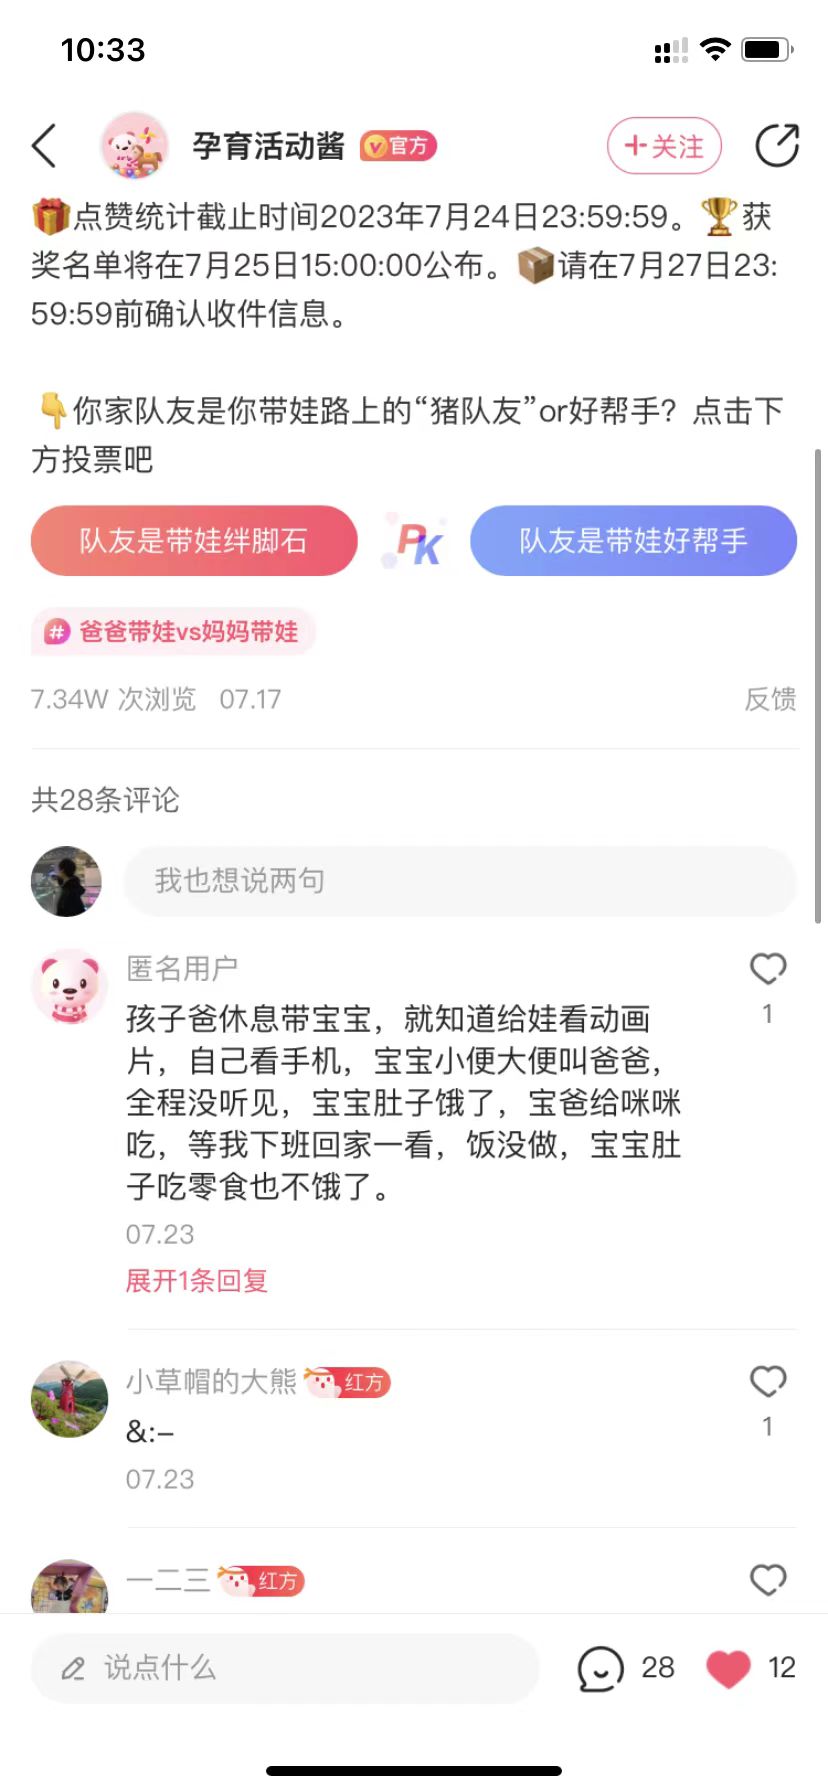 10:33
孕育活动酱 官方 +关注
🎁点赞统计截止时间2023年7月24日23:59:59。🏆获
奖名单将在7月25日15:00:00公布。📦请在7月27日23:
59:59前确认收件信息。
👇你家队友是你带娃路上的“猪队友”or好帮手？点击下
方投票吧
队友是带娃绊脚石 PK 队友是带娃好帮手
# 爸爸带娃vs妈妈带娃
7.34W 次浏览 07.17 反馈
共28条评论
我也想说两句
匿名用户
孩子爸休息带宝宝，就知道给娃看动画
片，自己看手机，宝宝小便大便叫爸爸，
全程没听见，宝宝肚子饿了，宝爸给咪咪
吃，等我下班回家一看，饭没做，宝宝肚
子吃零食也不饿了。
1
07.23
展开1条回复
小草帽的大熊 红方
&:–
1
07.23
一二三 红方
说点什么 28 12